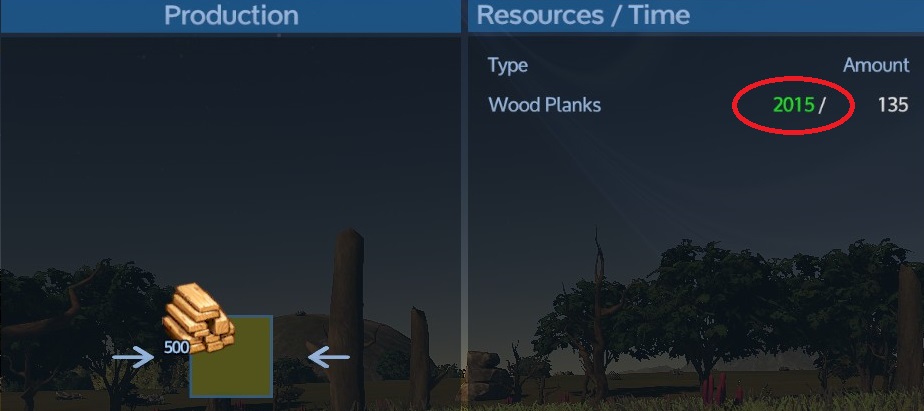 Production
500
Resources / Time
Type Amount
Wood Planks 2015 / 135